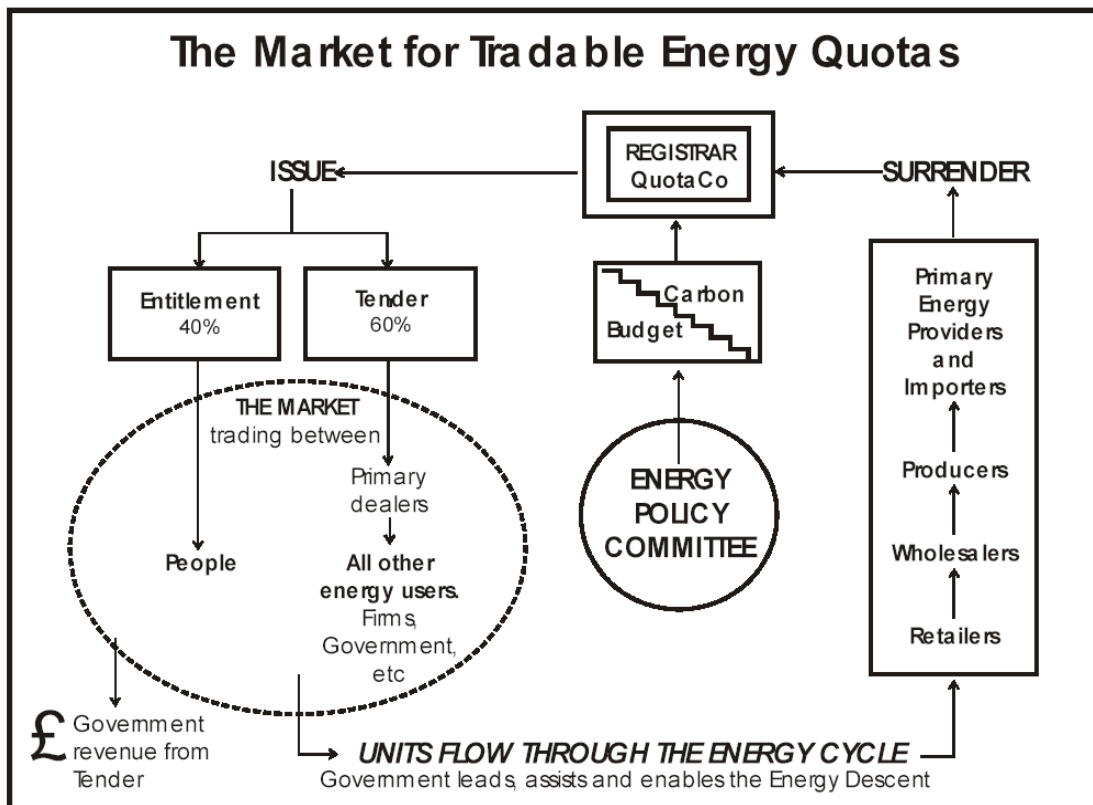 The Market for Tradable Energy Quotas
ISSUE
REGISTRAR
QuotaCo
SURRENDER
Entitlement
40%
Tender
60%
Carbon
Budget
Primary
Energy
Providers
and
Importers
Producers
Wholesalers
Retailers
THE MARKET
trading between
Primary
dealers
People
All other
energy users.
Firms,
Government,
etc
ENERGY
POLICY
COMMITTEE
£ Government
revenue from
Tender
UNITS FLOW THROUGH THE ENERGY CYCLE
Government leads, assists and enables the Energy Descent